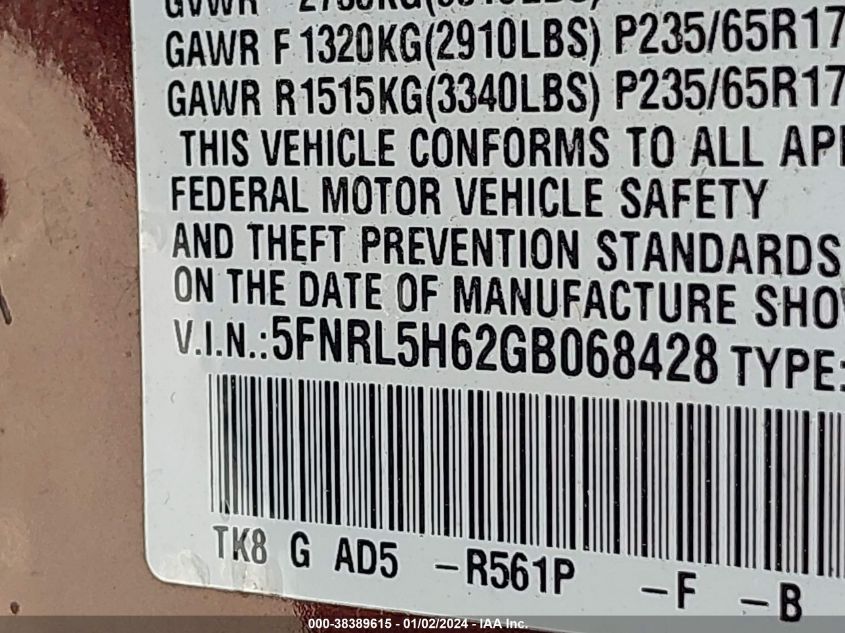 GAWR F 1320KG(2910LBS) P235/65R17
GAWR R1515KG(3340LBS) P235/65R17
THIS VEHICLE CONFORMS TO ALL
FEDERAL MOTOR VEHICLE SAFETY
AND THEFT PREVENTION STANDARDS
ON THE DATE OF MANUFACTURE
V.I.N.:5FNRL5H62GB068428 TYPE:
TK8 G AD5 -R561P -F -B
000-38389615 - 01/02/2024 - IAA Inc.